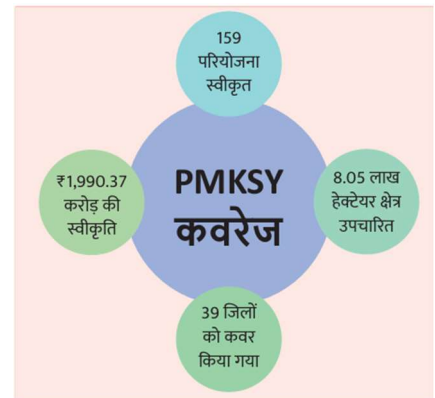 159
परियोजना
स्वीकृत
₹1,990.37
करोड़ की
स्वीकृति
PMKSY
कवरेज
8.05 लाख
हेक्टेयर क्षेत्र
उपचारित
39 जिलों
को कवर
किया गया